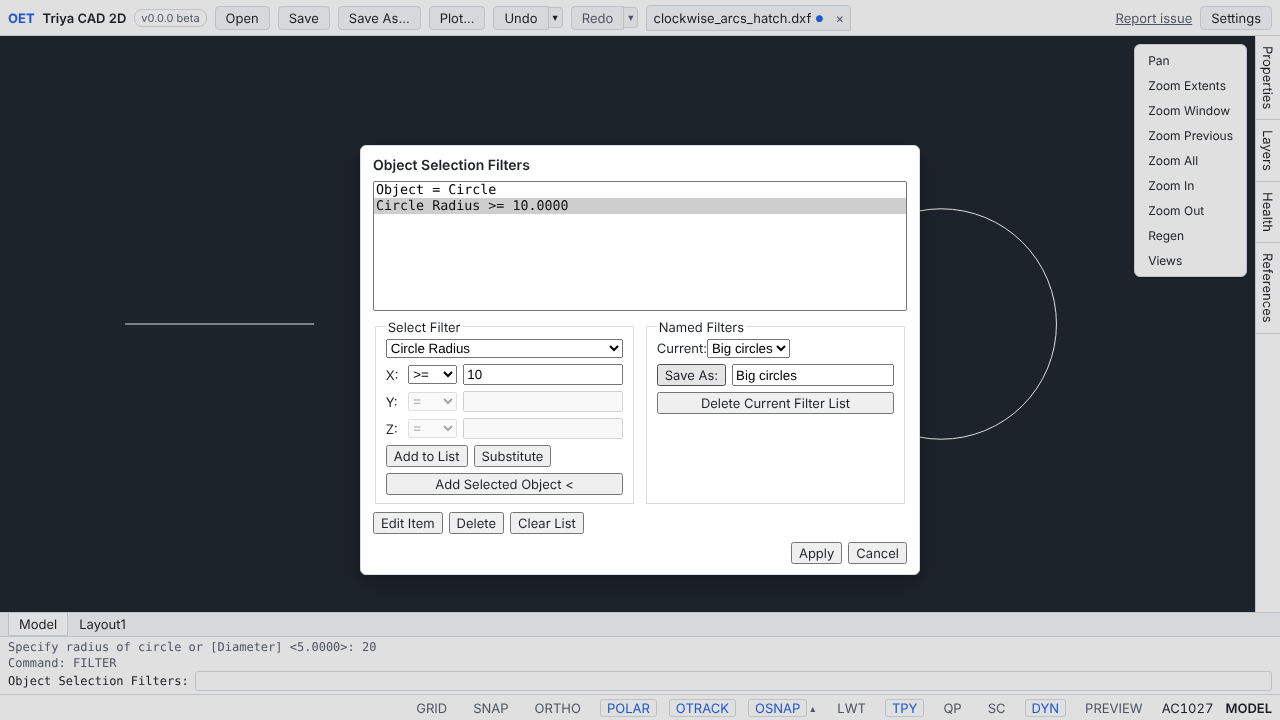 OET Triya CAD 2D v0.0.0 beta Open Save Save As... Plot... Undo ▾ Redo ▾ clockwise_arcs_hatch.dxf ● × Report issue Settings
Pan
Zoom Extents
Zoom Window
Zoom Previous
Zoom All
Zoom In
Zoom Out
Regen
Views
Properties
Layers
Health
References
Object Selection Filters
Object = Circle
Circle Radius >= 10.0000
Select Filter
Circle Radius
X: >= 10
Y: =
Z: =
Add to List Substitute
Add Selected Object <
Named Filters
Current: Big circles
Save As: Big circles
Delete Current Filter List
Edit Item Delete Clear List
Apply Cancel
Model Layout1
Specify radius of circle or [Diameter] <5.0000>: 20
Command: FILTER
Object Selection Filters:
GRID SNAP ORTHO POLAR OTRACK OSNAP ▴ LWT TPY QP SC DYN PREVIEW AC1027 MODEL